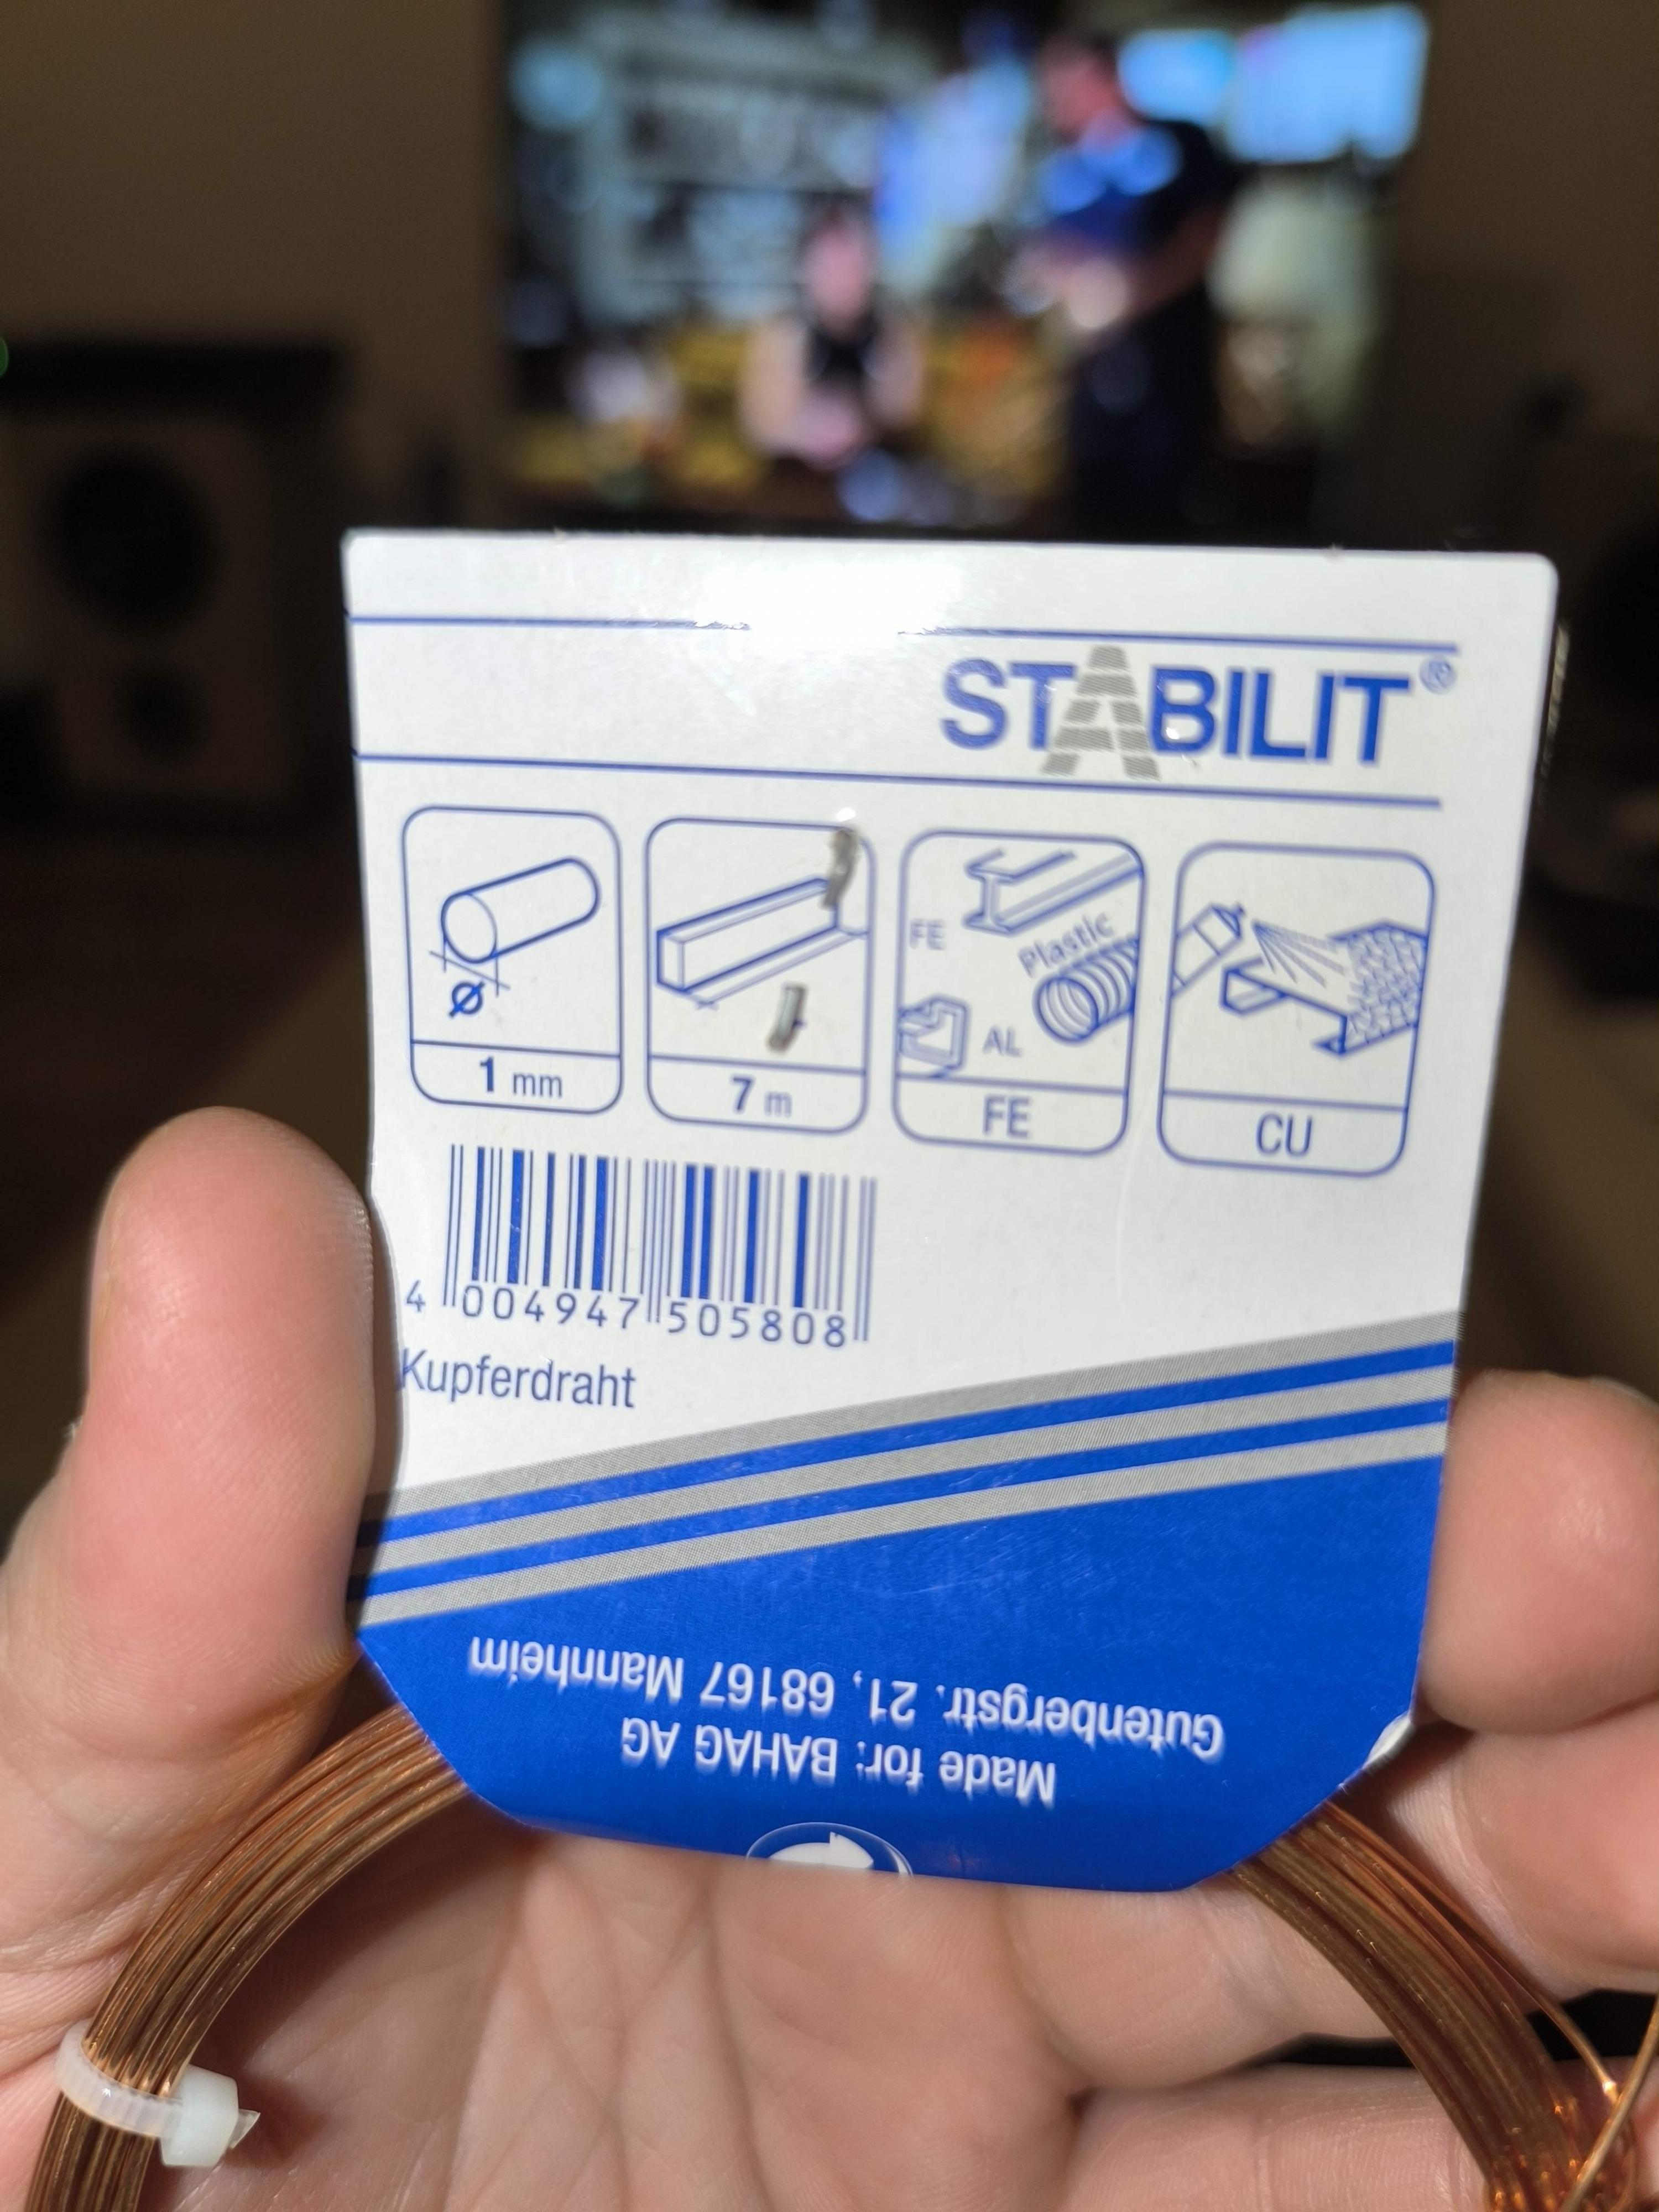 STABILIT®
Ø
1 mm
7 m
FE
Plastic
AL
FE
CU
4 004947 505808
Kupferdraht
Made for: BAHAG AG
Gutenbergstr. 21, 68167 Mannheim